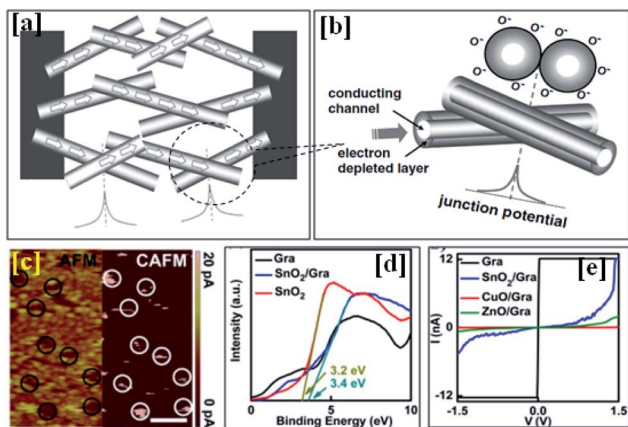 [a]
[b]
O⁻ O⁻
O⁻ O⁻
O⁻ O⁻
O⁻ O⁻
conducting
channel
electron
depleted layer
junction potential
[c]
AFM
CAFM
20 pA
0 pA
[d]
Gra
SnO₂/Gra
SnO₂
Intensity (a.u.)
3.2 eV
3.4 eV
0 5 10
Binding Energy (eV)
[e]
12
0
-12
I (nA)
Gra
SnO₂/Gra
CuO/Gra
ZnO/Gra
-1.5 0.0 1.5
V (V)